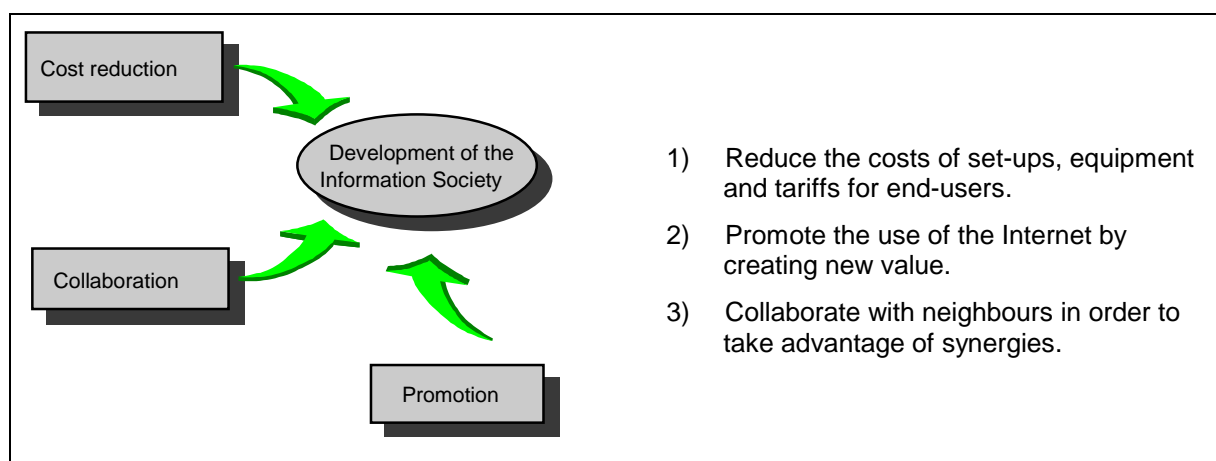 Cost reduction
Development of the
Information Society
Collaboration
Promotion
1) Reduce the costs of set-ups, equipment
and tariffs for end-users.
2) Promote the use of the Internet by
creating new value.
3) Collaborate with neighbours in order to
take advantage of synergies.